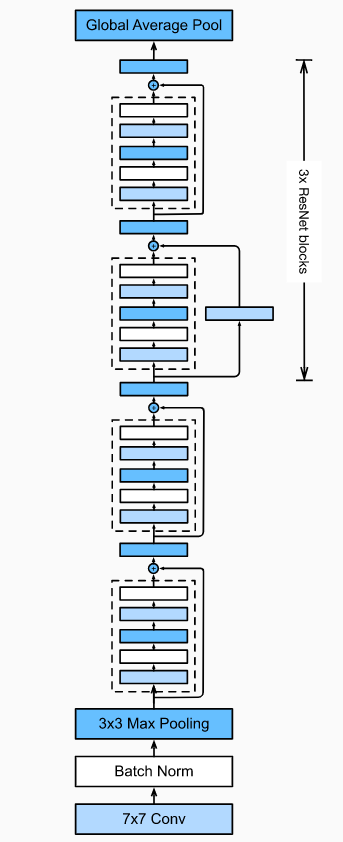 Global Average Pool
3x ResNet blocks
3x3 Max Pooling
Batch Norm
7x7 Conv